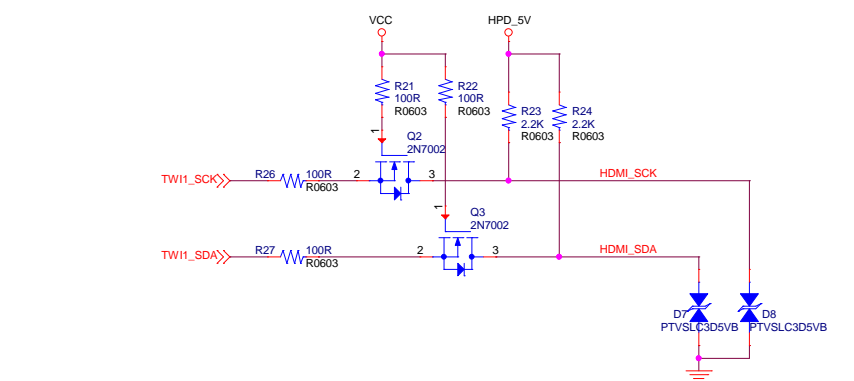 VCC
HPD_5V
R21
100R
R0603
R22
100R
R0603
R23
2.2K
R0603
R24
2.2K
R0603
1
Q2
2N7002
TWI1_SCK
R26
100R
R0603
2
3
HDMI_SCK
1
Q3
2N7002
TWI1_SDA
R27
100R
R0603
2
3
HDMI_SDA
D7
PTVSLC3D5VB
D8
PTVSLC3D5VB